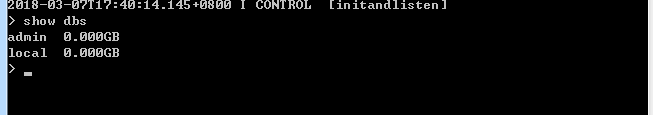 2018-03-07T17:40:14.145+0800 I CONTROL  [initandlisten]
> show dbs
admin  0.000GB
local  0.000GB
> _